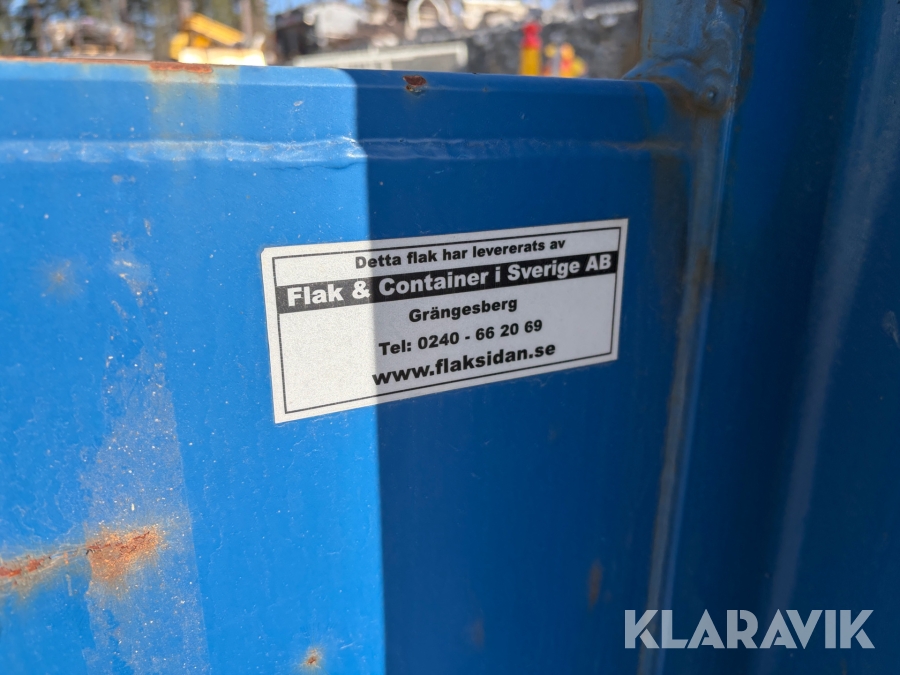 Detta flak har levererats av
Flak & Container i Sverige AB
Grängesberg
Tel: 0240 - 66 20 69
www.flaksidan.se
KLARAVIK